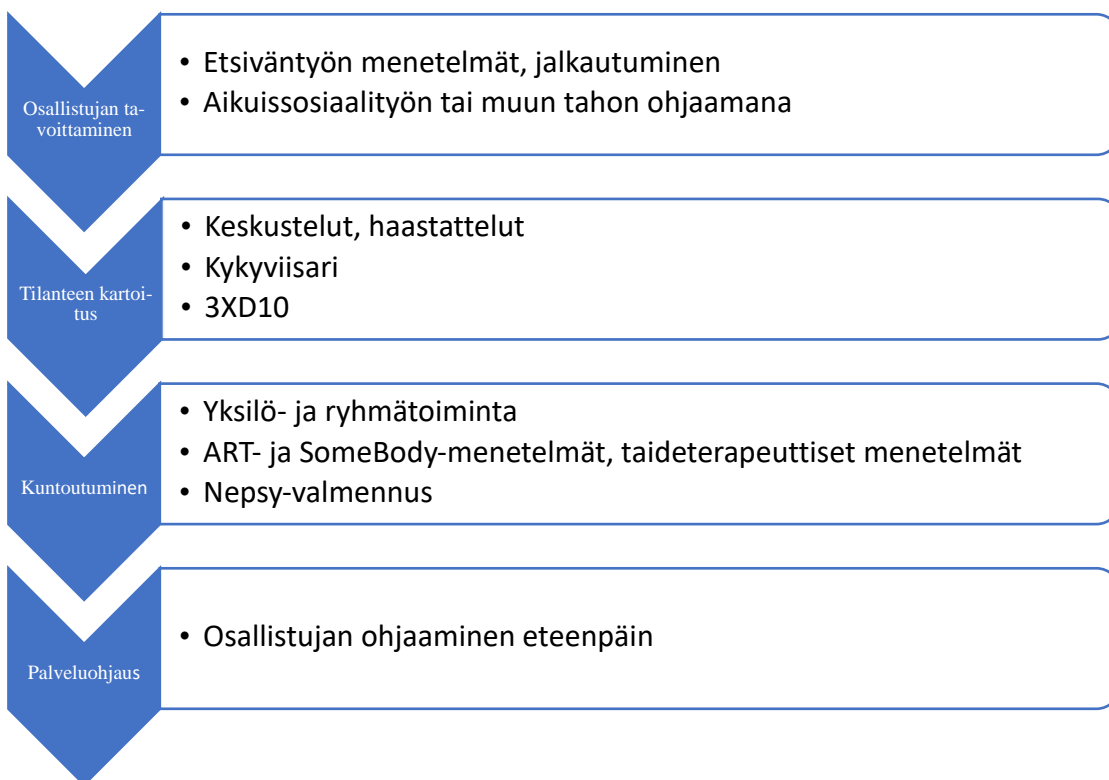 Osallistujan ta-
voittaminen
• Etsiväntyön menetelmät, jalkautuminen
• Aikuissosiaalityön tai muun tahon ohjaamana
Tilanteen kartoi-
tus
• Keskustelut, haastattelut
• Kykyviisari
• 3XD10
Kuntoutuminen
• Yksilö- ja ryhmätoiminta
• ART- ja SomeBody-menetelmät, taideterapeuttiset menetelmät
• Nepsy-valmennus
Palveluohjaus
• Osallistujan ohjaaminen eteenpäin